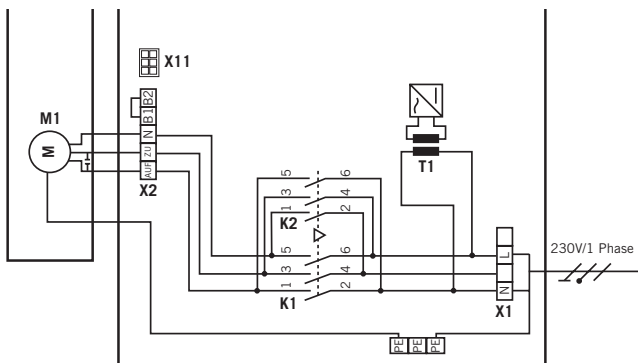 X11
M1
M
B2
B1
N
ZU
AUF
X2
T1
5 6
3 4
1 2
K2
5 6
3 4
1 2
K1
L
N
X1
230V/1 Phase
PE PE PE